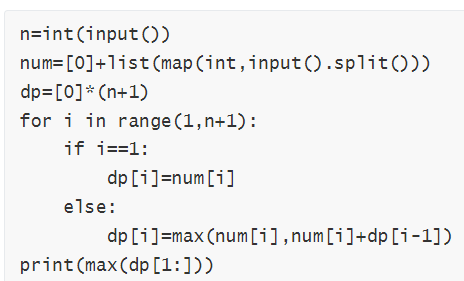 n=int(input())
num=[0]+list(map(int,input().split()))
dp=[0]*(n+1)
for i in range(1,n+1):
    if i==1:
        dp[i]=num[i]
    else:
        dp[i]=max(num[i],num[i]+dp[i-1])
print(max(dp[1:]))